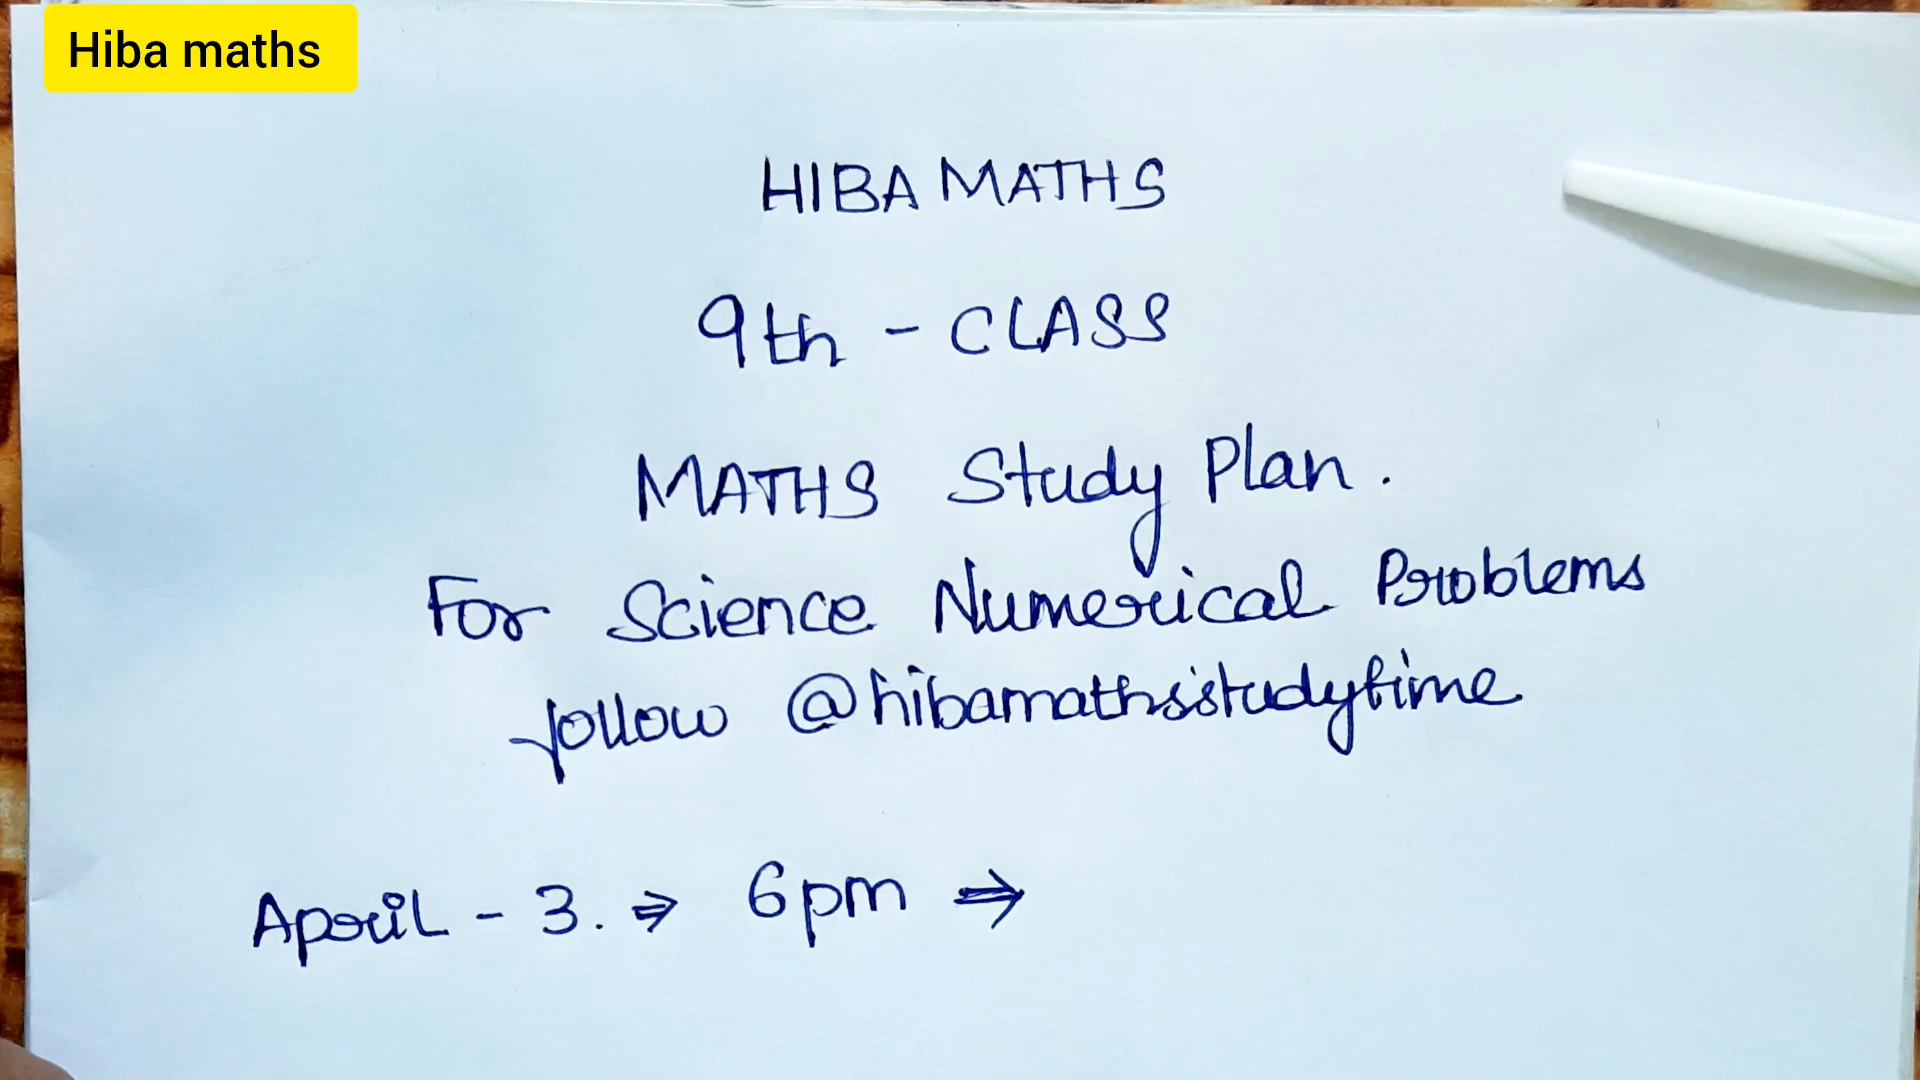 Hiba maths
HIBA MATHS
9th - CLASS
MATHS Study Plan.
For Science Numerical Problems
follow @hibamathsstudytime
April - 3. ⇒ 6pm ⇒